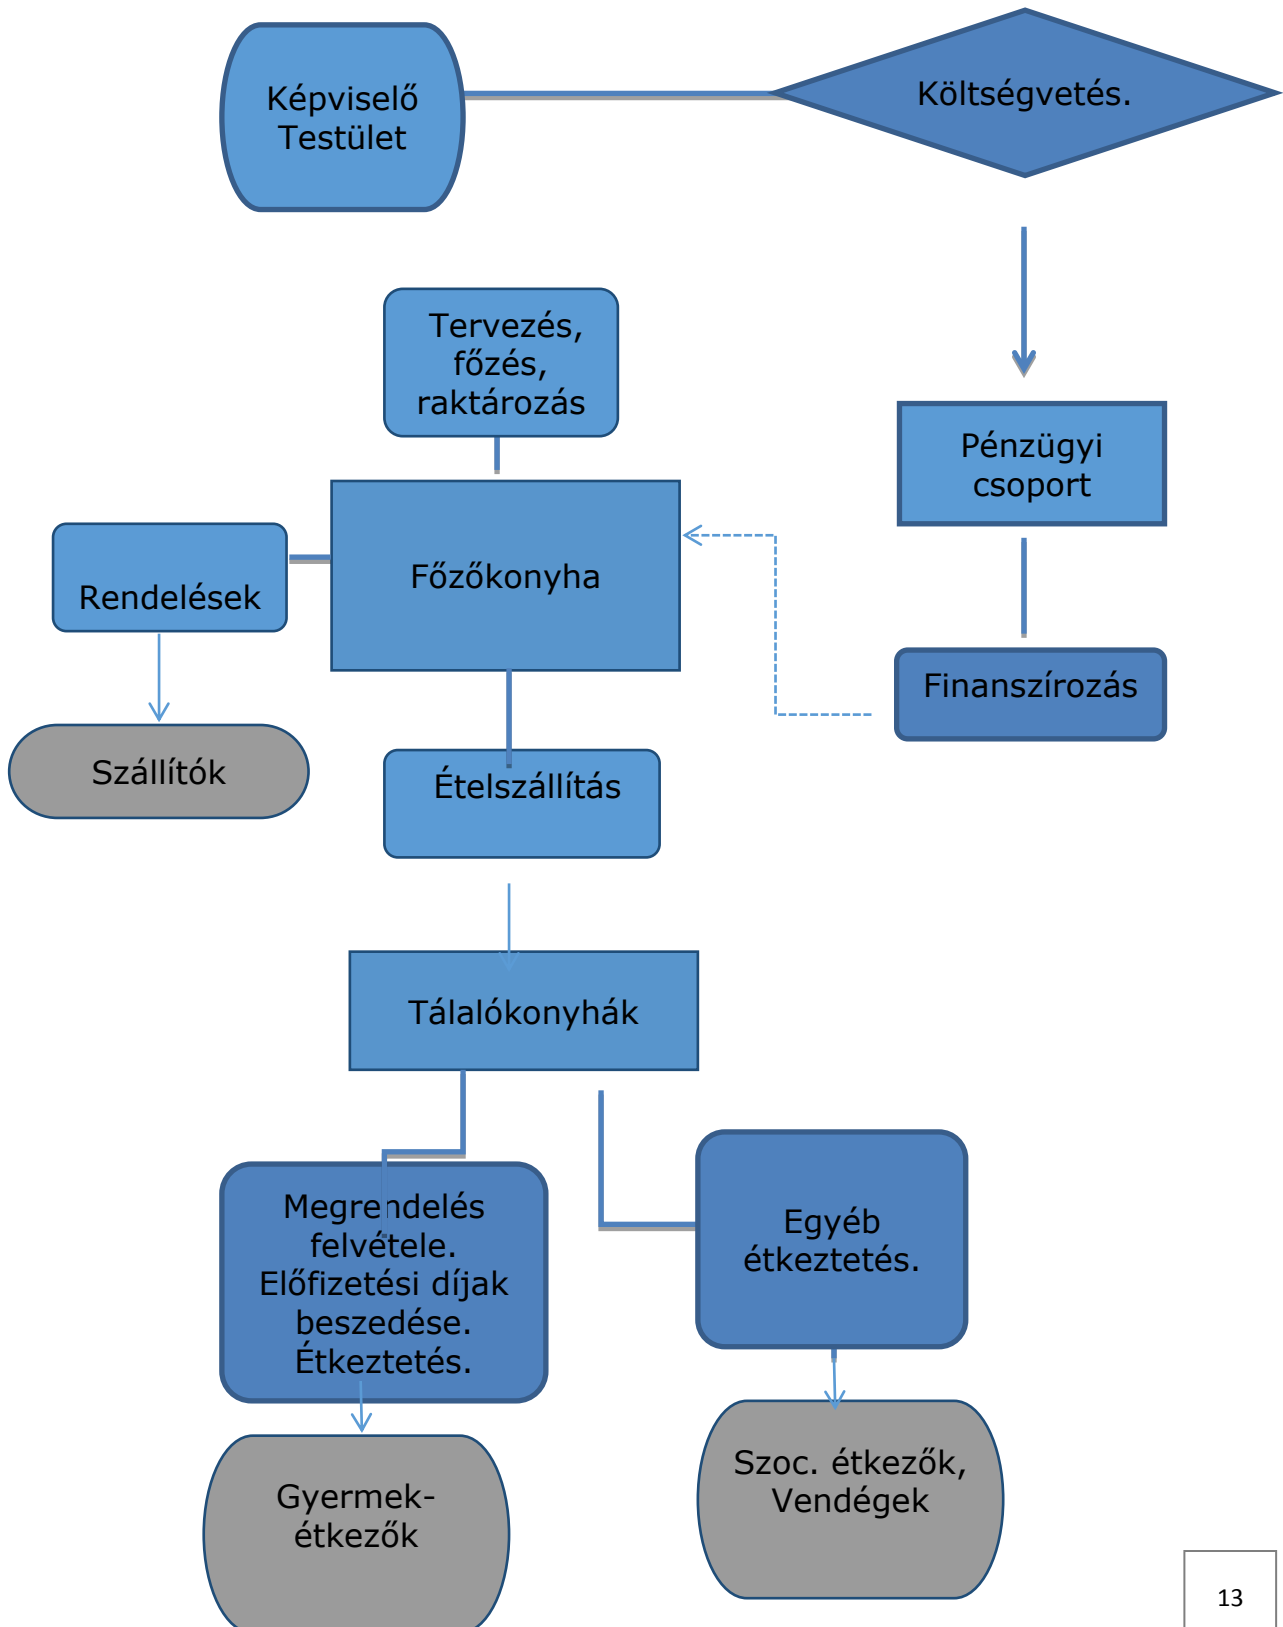 Képviselő
Testület
Költségvetés.
Tervezés,
főzés,
raktározás
Pénzügyi
csoport
Főzőkonyha
Rendelések
Finanszírozás
Szállítók
Ételszállítás
Tálalókonyhák
Megrendelés
felvétele.
Előfizetési díjak
beszedése.
Étkeztetés.
Egyéb
étkeztetés.
Gyermek-
étkezők
Szoc. étkezők,
Vendégek
13